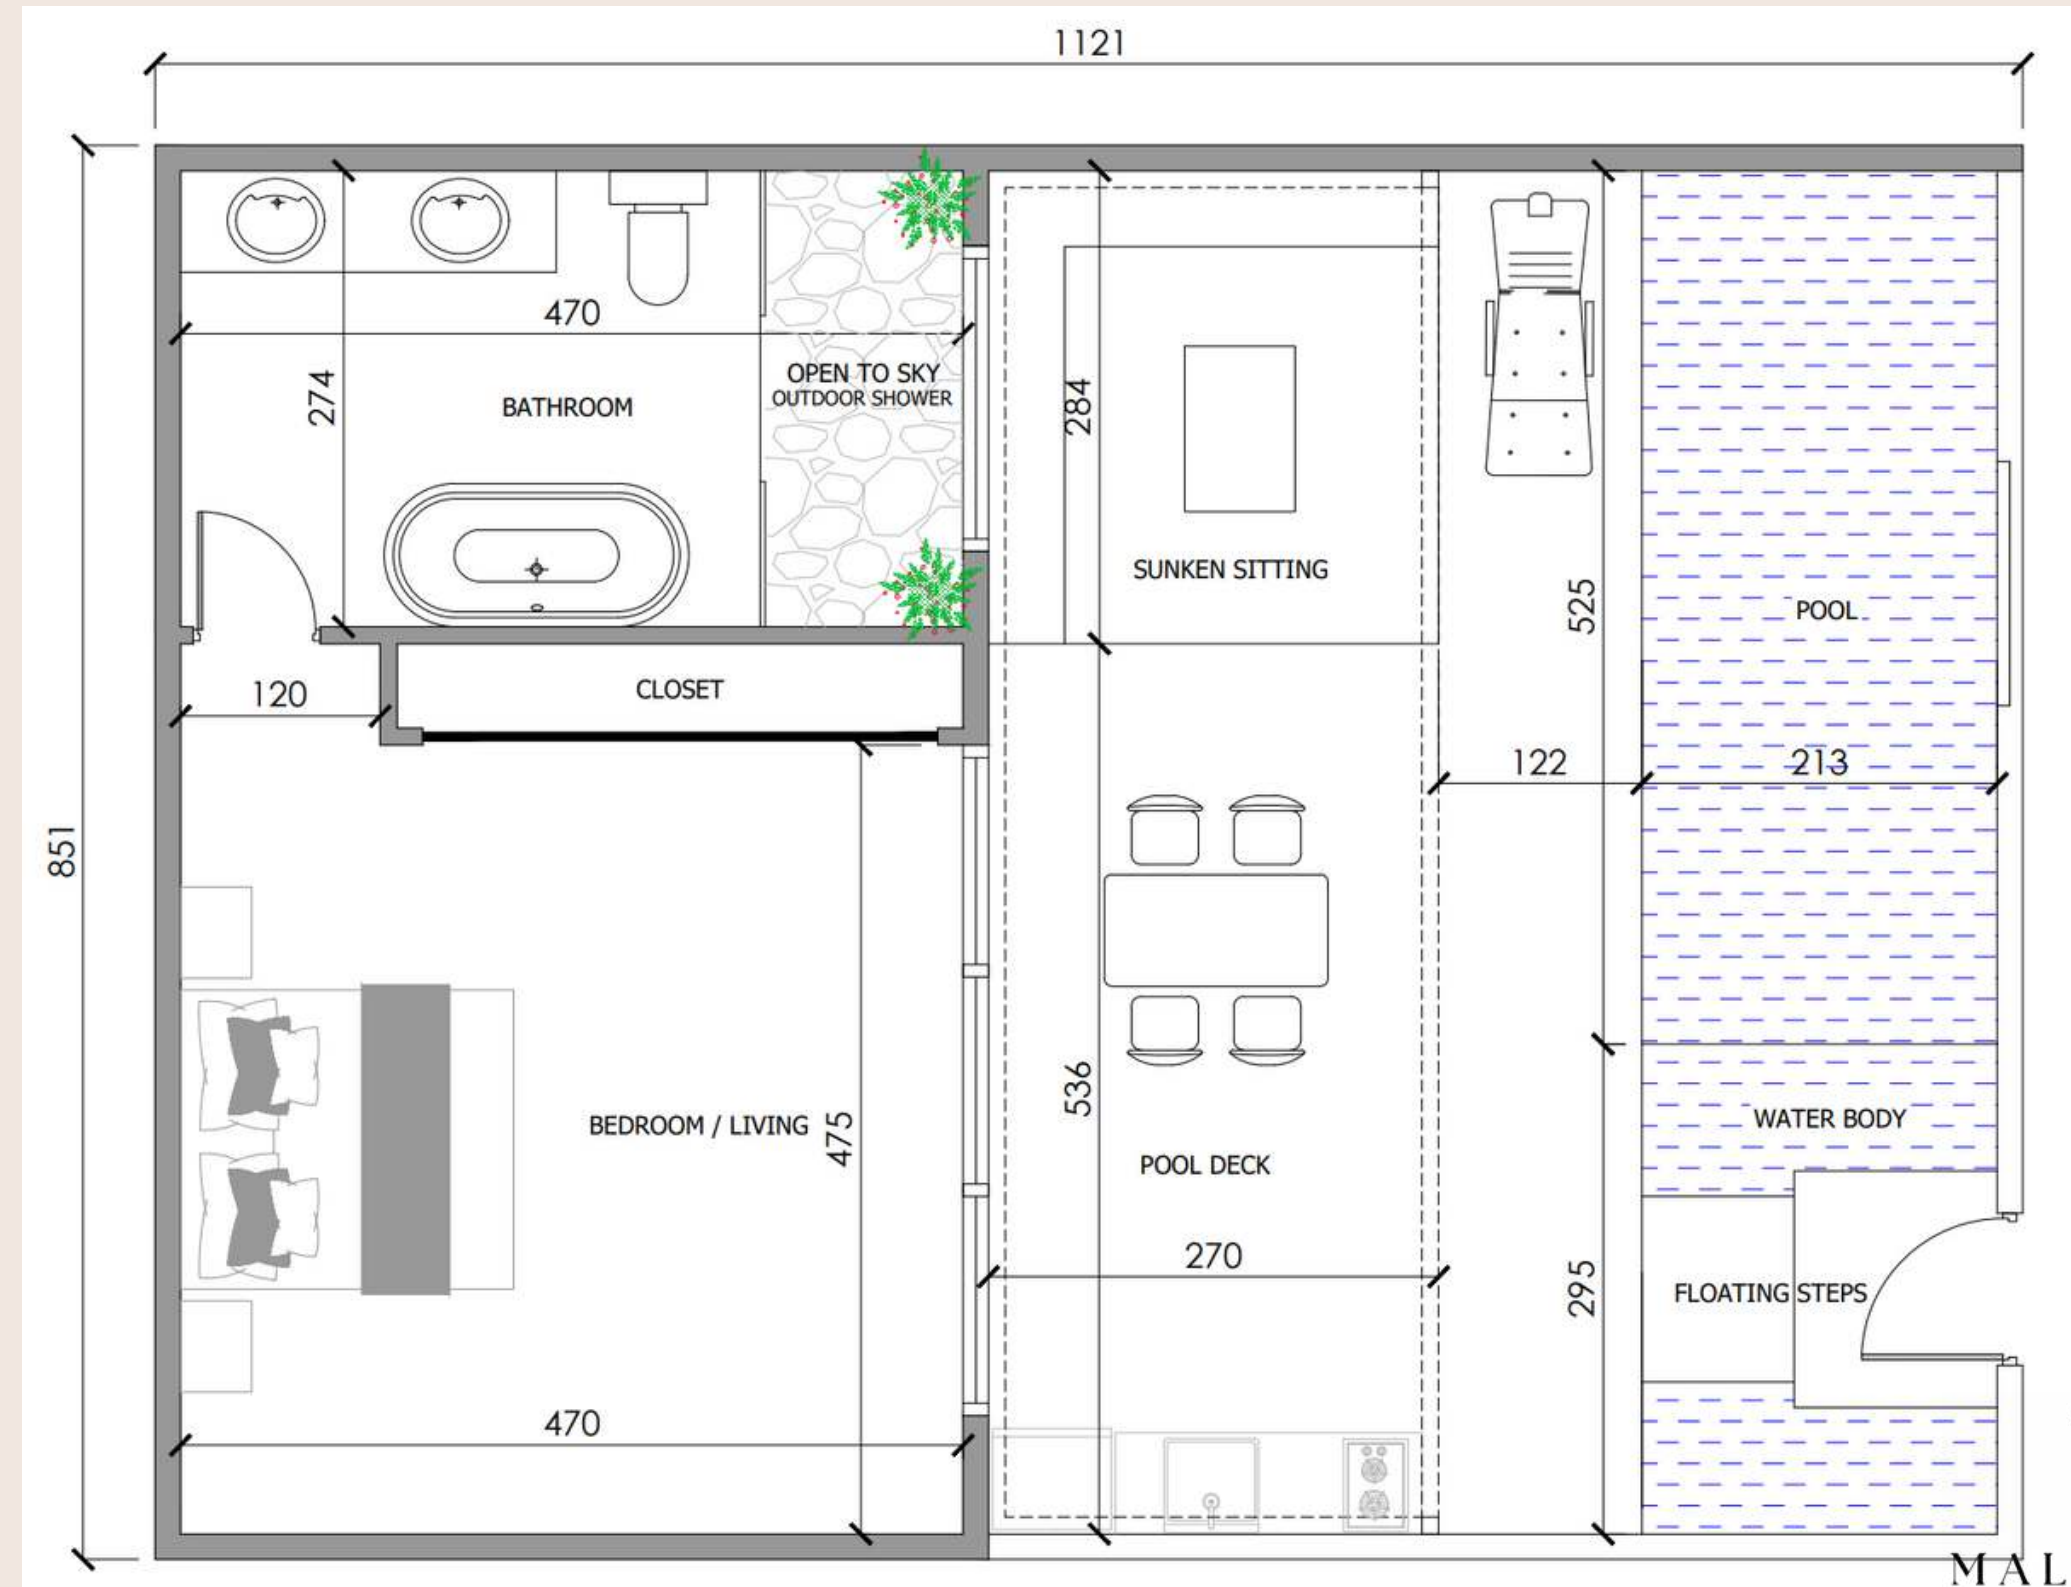 1121
470
274
BATHROOM
OPEN TO SKY
OUTDOOR SHOWER
284
SUNKEN SITTING
525
POOL
120
CLOSET
122
213
851
BEDROOM / LIVING
475
536
POOL DECK
WATER BODY
270
295
FLOATING STEPS
470
MAL